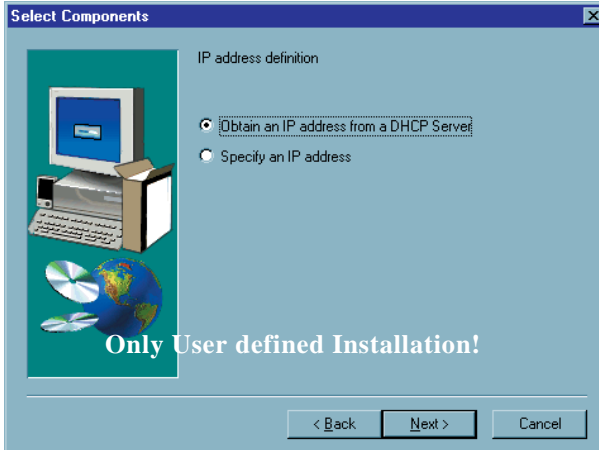 Select Components
IP address definition
Obtain an IP address from a DHCP Server
Specify an IP address
Only User defined Installation!
< Back
Next >
Cancel